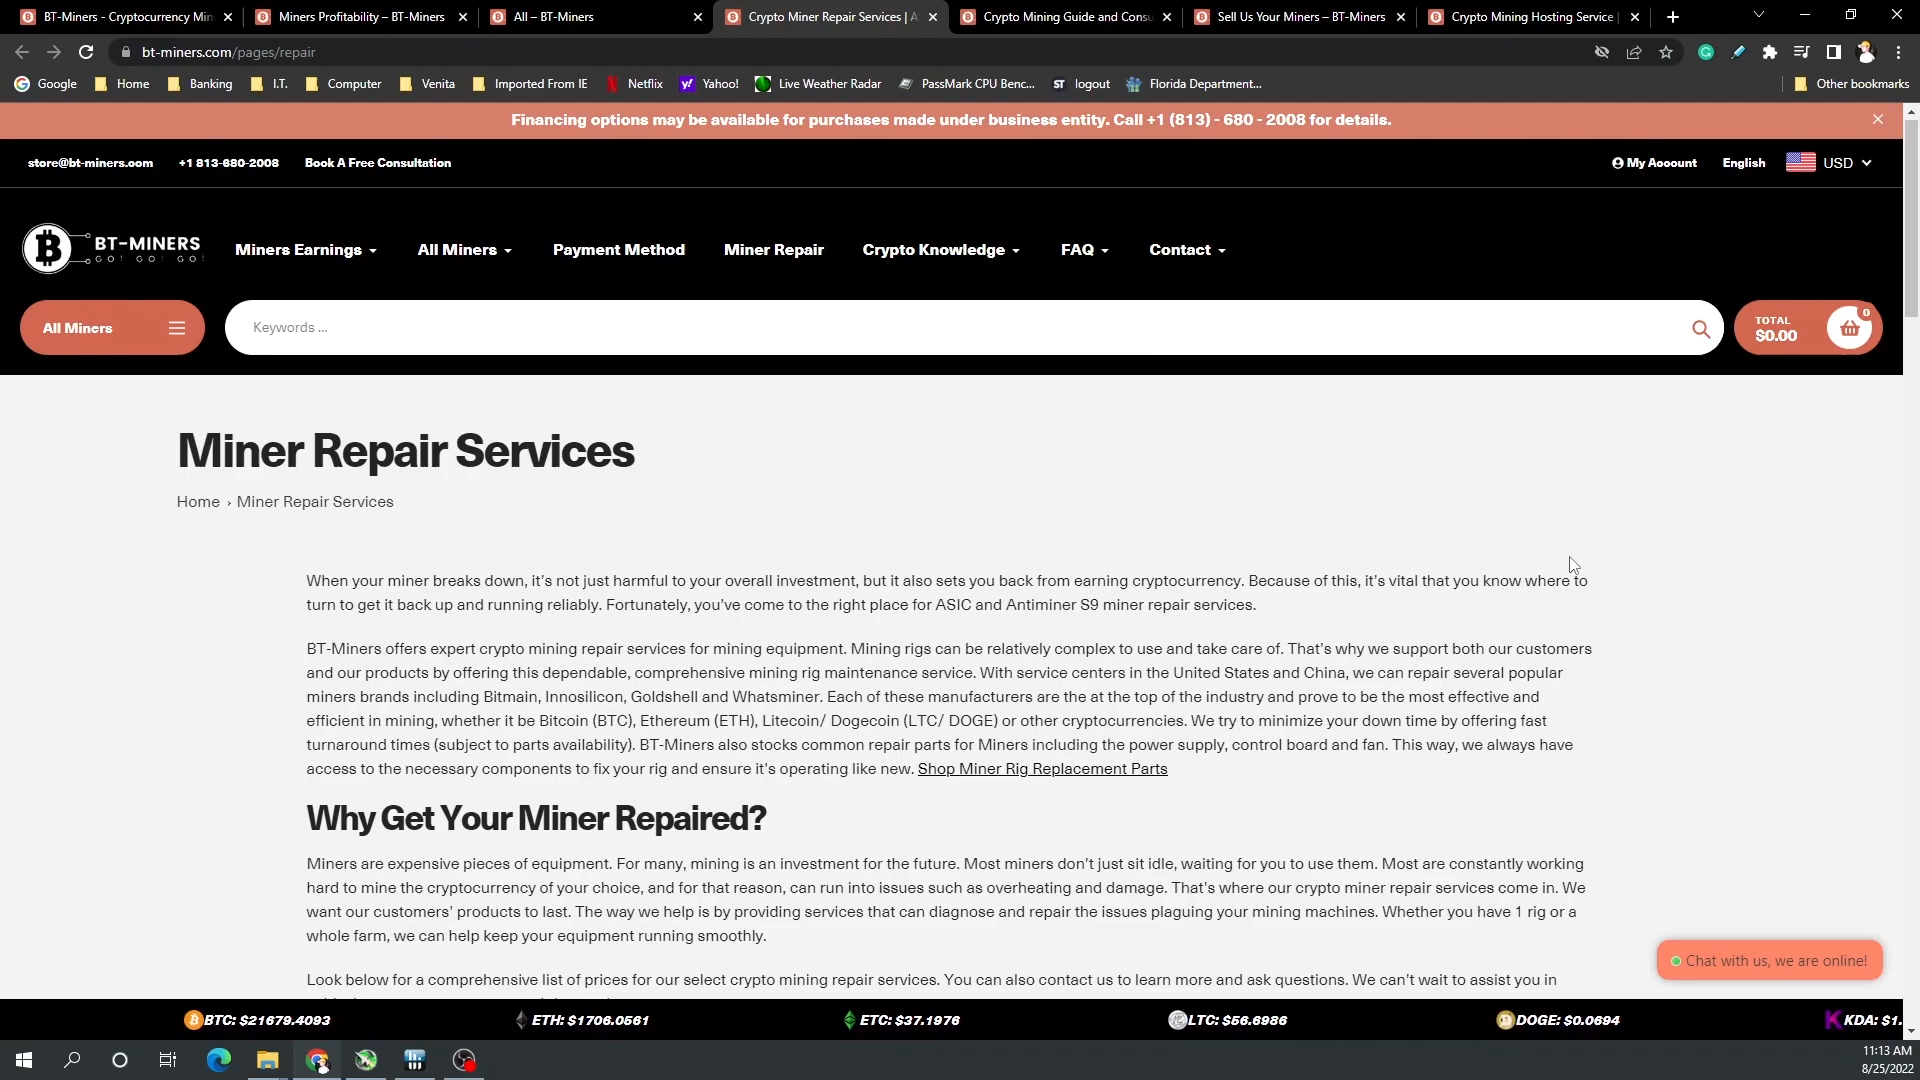 BT-Miners - Cryptocurrency Min
Miners Profitability – BT-Miners
All – BT-Miners
Crypto Miner Repair Services | A
Crypto Mining Guide and Consu
Sell Us Your Miners – BT-Miners
Crypto Mining Hosting Service |
bt-miners.com/pages/repair
Google Home Banking I.T. Computer Venita Imported From IE Netflix Yahoo! Live Weather Radar PassMark CPU Benc... logout Florida Department... Other bookmarks
Financing options may be available for purchases made under business entity. Call +1 (813) - 680 - 2008 for details.
store@bt-miners.com +1 813-680-2008 Book A Free Consultation My Account English USD
BT-MINERS
GO! GO! GO!
Miners Earnings All Miners Payment Method Miner Repair Crypto Knowledge FAQ Contact
All Miners
Keywords ...
TOTAL
$0.00
0
Miner Repair Services
Home › Miner Repair Services
When your miner breaks down, it's not just harmful to your overall investment, but it also sets you back from earning cryptocurrency. Because of this, it's vital that you know where to
turn to get it back up and running reliably. Fortunately, you've come to the right place for ASIC and Antiminer S9 miner repair services.
BT-Miners offers expert crypto mining repair services for mining equipment. Mining rigs can be relatively complex to use and take care of. That's why we support both our customers
and our products by offering this dependable, comprehensive mining rig maintenance service. With service centers in the United States and China, we can repair several popular
miners brands including Bitmain, Innosilicon, Goldshell and Whatsminer. Each of these manufacturers are the at the top of the industry and prove to be the most effective and
efficient in mining, whether it be Bitcoin (BTC), Ethereum (ETH), Litecoin/ Dogecoin (LTC/ DOGE) or other cryptocurrencies. We try to minimize your down time by offering fast
turnaround times (subject to parts availability). BT-Miners also stocks common repair parts for Miners including the power supply, control board and fan. This way, we always have
access to the necessary components to fix your rig and ensure it's operating like new. Shop Miner Rig Replacement Parts
Why Get Your Miner Repaired?
Miners are expensive pieces of equipment. For many, mining is an investment for the future. Most miners don't just sit idle, waiting for you to use them. Most are constantly working
hard to mine the cryptocurrency of your choice, and for that reason, can run into issues such as overheating and damage. That's where our crypto miner repair services come in. We
want our customers' products to last. The way we help is by providing services that can diagnose and repair the issues plaguing your mining machines. Whether you have 1 rig or a
whole farm, we can help keep your equipment running smoothly.
Look below for a comprehensive list of prices for our select crypto mining repair services. You can also contact us to learn more and ask questions. We can't wait to assist you in
Chat with us, we are online!
BTC: $21679.4093 ETH: $1706.0561 ETC: $37.1976 LTC: $56.6986 DOGE: $0.0694 KDA: $1.
11:13 AM
8/25/2022